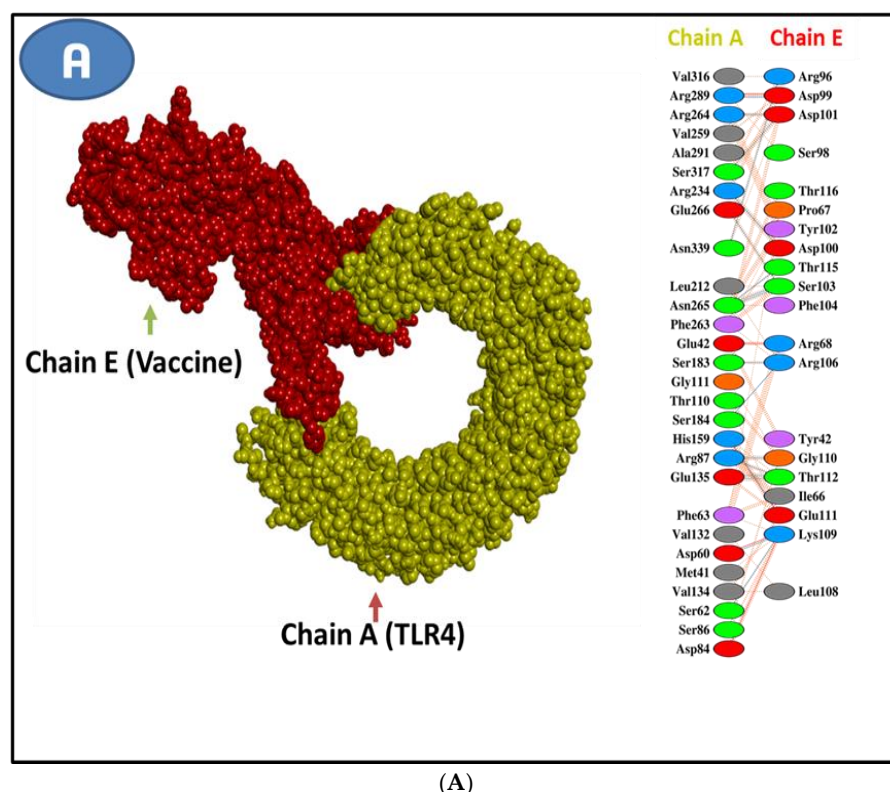 A
Chain A Chain E
Val316 Arg96
Arg289 Asp99
Arg264 Asp101
Val259
Ala291 Ser98
Ser317
Arg234 Thr116
Glu266 Pro67
Tyr102
Asn339 Asp100
Thr115
Leu212 Ser103
Asn265 Phe104
Phe263
Glu42 Arg68
Ser183 Arg106
Gly111
Thr110
Ser184
His159 Tyr42
Arg87 Gly110
Glu135 Thr112
Ile66
Phe63 Glu111
Val132 Lys109
Asp60
Met41
Val134 Leu108
Ser62
Ser86
Asp84
Chain E (Vaccine)
Chain A (TLR4)
(A)